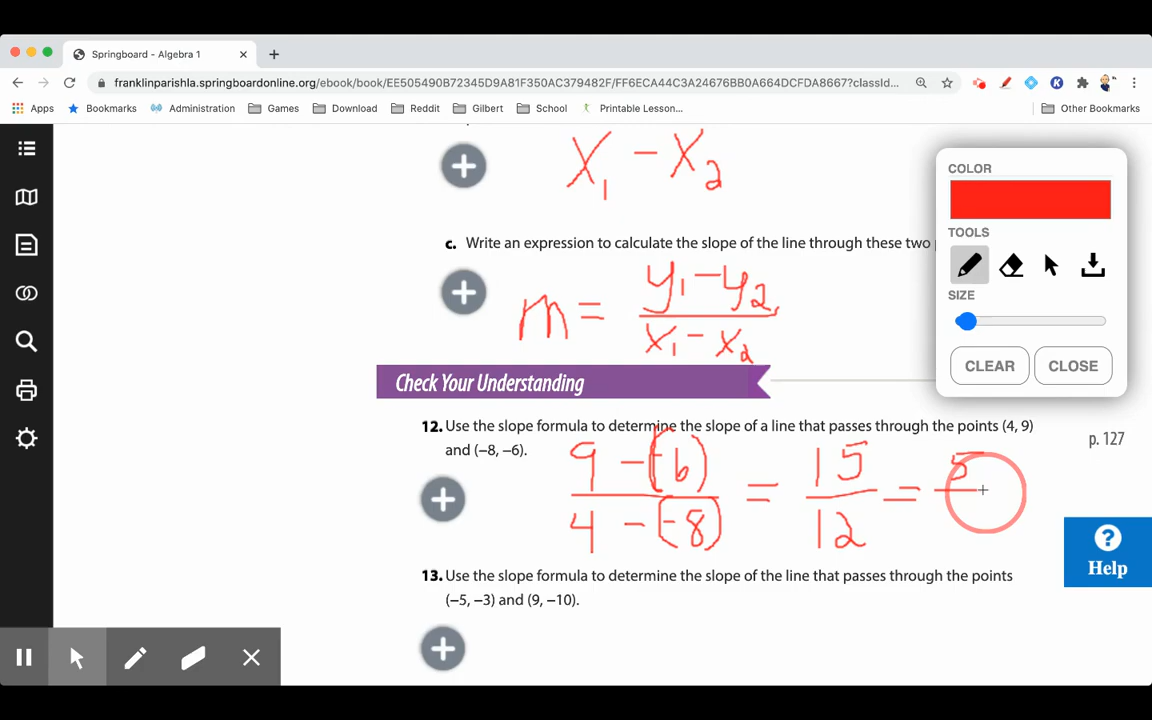 Springboard - Algebra 1
franklinparishla.springboardonline.org/ebook/book/EE505490B72345D9A81F350AC379482F/FF6ECA44C3A24676BB0A664DCFDA8667?classId...
Apps Bookmarks Administration Games Download Reddit Gilbert School Printable Lesson... Other Bookmarks
X₁ - X₂
COLOR
TOOLS
SIZE
CLEAR CLOSE
c. Write an expression to calculate the slope of the line through these two
m = y₁ - y₂ / x₁ - x₂
Check Your Understanding
12. Use the slope formula to determine the slope of a line that passes through the points (4, 9)
and (−8, −6).
p. 127
9 - (-6) / 4 - (-8) = 15 / 12 = 5
Help
13. Use the slope formula to determine the slope of the line that passes through the points
(−5, −3) and (9, −10).